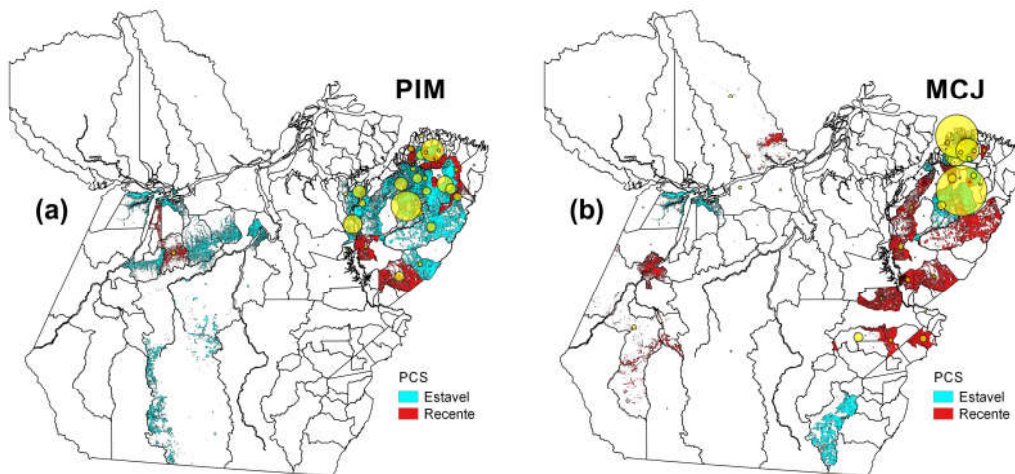 PIM
(a)
PCS
Estavel
Recente
MCJ
(b)
PCS
Estavel
Recente